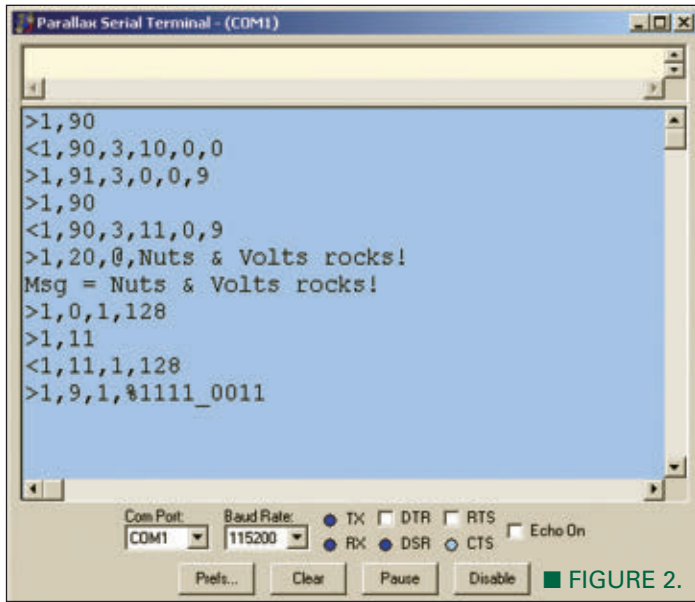 Parallax Serial Terminal - (COM1)
>1,90
<1,90,3,10,0,0
>1,91,3,0,0,9
>1,90
<1,90,3,11,0,9
>1,20,@,Nuts & Volts rocks!
Msg = Nuts & Volts rocks!
>1,0,1,128
>1,11
<1,11,1,128
>1,9,1,%1111_0011
Com Port: Baud Rate: TX DTR RTS
COM1 115200 RX DSR CTS Echo On
Prefs... Clear Pause Disable ■ FIGURE 2.